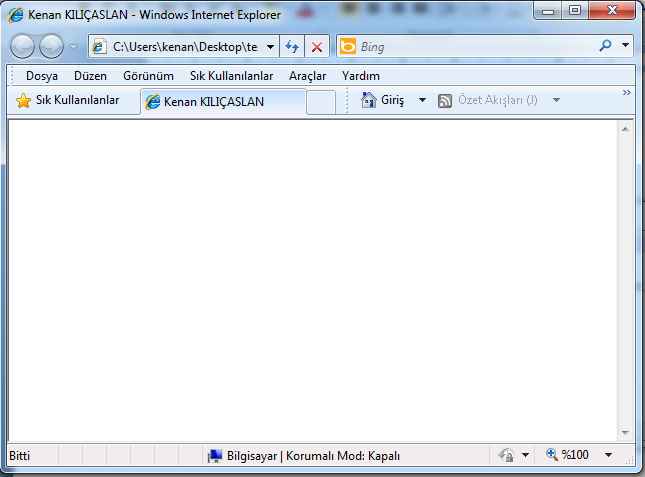 Kenan KILIÇASLAN - Windows Internet Explorer
C:\Users\kenan\Desktop\te
Bing
Dosya Düzen Görünüm Sık Kullanılanlar Araçlar Yardım
Sık Kullanılanlar Kenan KILIÇASLAN Giriş Özet Akışları (J)
Bitti Bilgisayar | Korumalı Mod: Kapalı %100